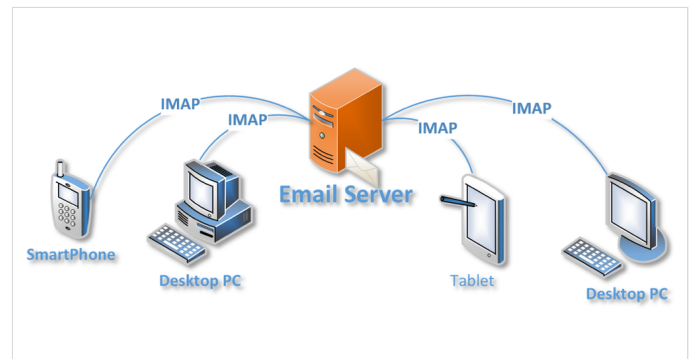 IMAP
IMAP
IMAP
IMAP
Email Server
SmartPhone
Desktop PC
Tablet
Desktop PC